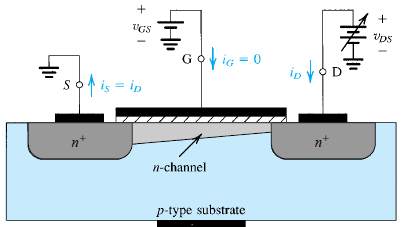 +
v_GS
−
G
i_G = 0
+
v_DS
−
i_D
D
S
i_S = i_D
n⁺
n⁺
n-channel
p-type substrate